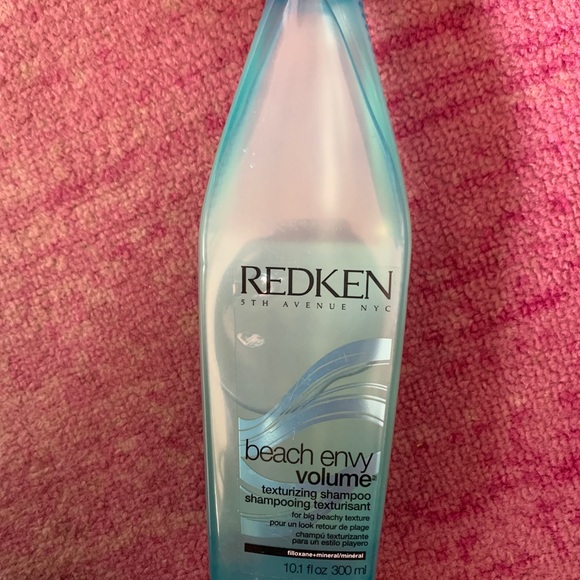 REDKEN
5TH AVENUE NYC
beach envy
volume
texturizing shampoo
shampooing texturisant
for big beachy texture
pour un look retour de plage
champú texturizante
para un estilo playero
filloxane+mineral/minéral
10.1 fl oz 300 ml